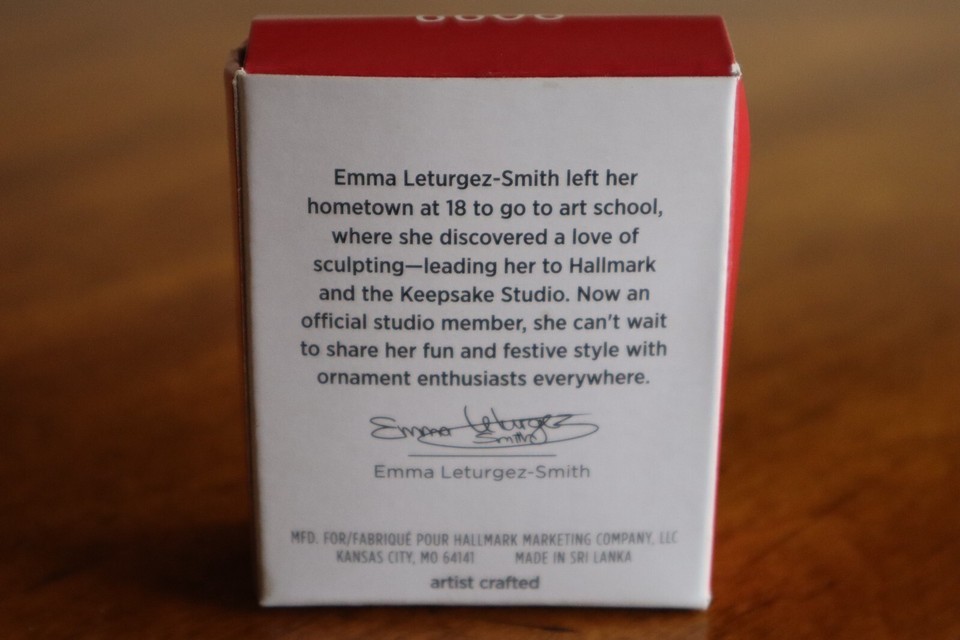 Emma Leturgez-Smith left her
hometown at 18 to go to art school,
where she discovered a love of
sculpting—leading her to Hallmark
and the Keepsake Studio. Now an
official studio member, she can't wait
to share her fun and festive style with
ornament enthusiasts everywhere.
Emma Leturgez
Smith
Emma Leturgez-Smith
MFD. FOR/FABRIQUÉ POUR HALLMARK MARKETING COMPANY, LLC
KANSAS CITY, MO 64141 MADE IN SRI LANKA
artist crafted